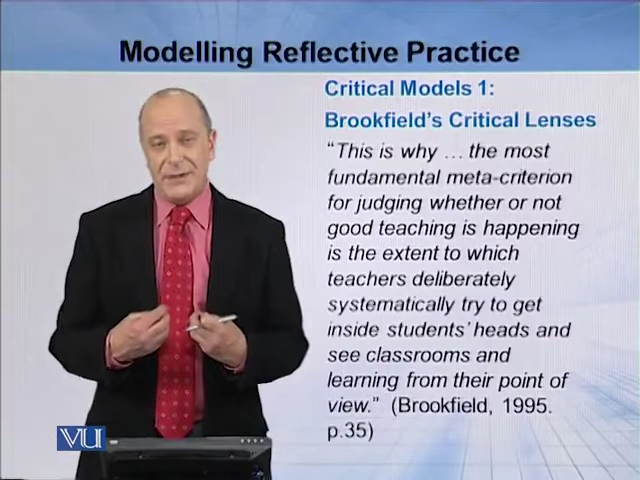 Modelling Reflective Practice
Critical Models 1:
Brookfield's Critical Lenses
“This is why … the most
fundamental meta-criterion
for judging whether or not
good teaching is happening
is the extent to which
teachers deliberately
systematically try to get
inside students' heads and
see classrooms and
learning from their point of
view.” (Brookfield, 1995.
p.35)
VU